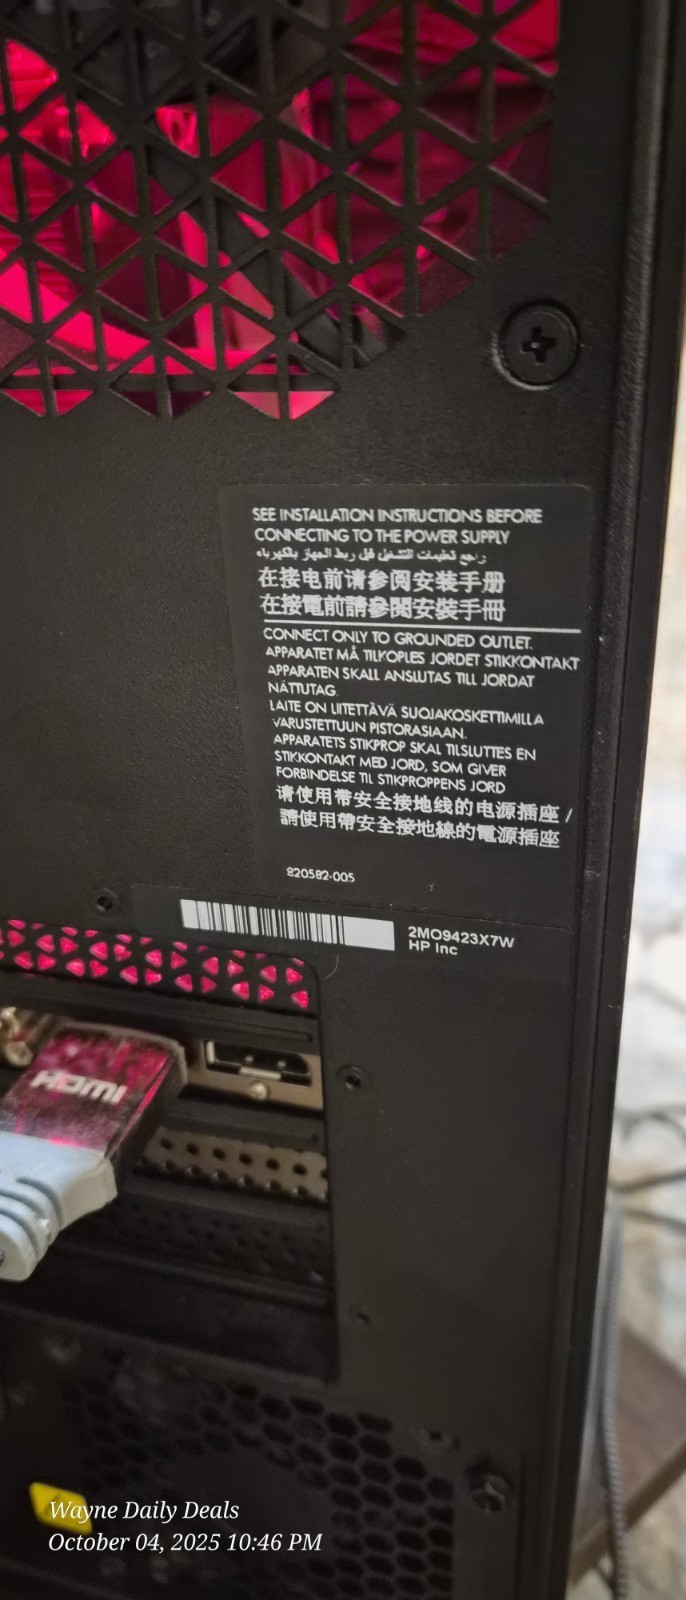 SEE INSTALLATION INSTRUCTIONS BEFORE
CONNECTING TO THE POWER SUPPLY
راجع تعليمات التشغيل قبل ربط الجهاز بالكهرباء
在接电前请参阅安装手册
在接電前請參閱安裝手冊
CONNECT ONLY TO GROUNDED OUTLET.
APPARATET MÅ TILKOPLES JORDET STIKKONTAKT
APPARATEN SKALL ANSLUTAS TILL JORDAT
NÄTTUTAG.
LAITE ON LIITETTÄVÄ SUOJAKOSKETTIMILLA
VARUSTETTUUN PISTORASIAAN.
APPARATETS STIKPROP SKAL TILSLUTTES EN
STIKKONTAKT MED JORD, SOM GIVER
FORBINDELSE TIL STIKPROPPENS JORD
请使用带安全接地线的电源插座 /
請使用帶安全接地線的電源插座
820582-005
2MO9423X7W
HP Inc
HDMI
Wayne Daily Deals
October 04, 2025 10:46 PM